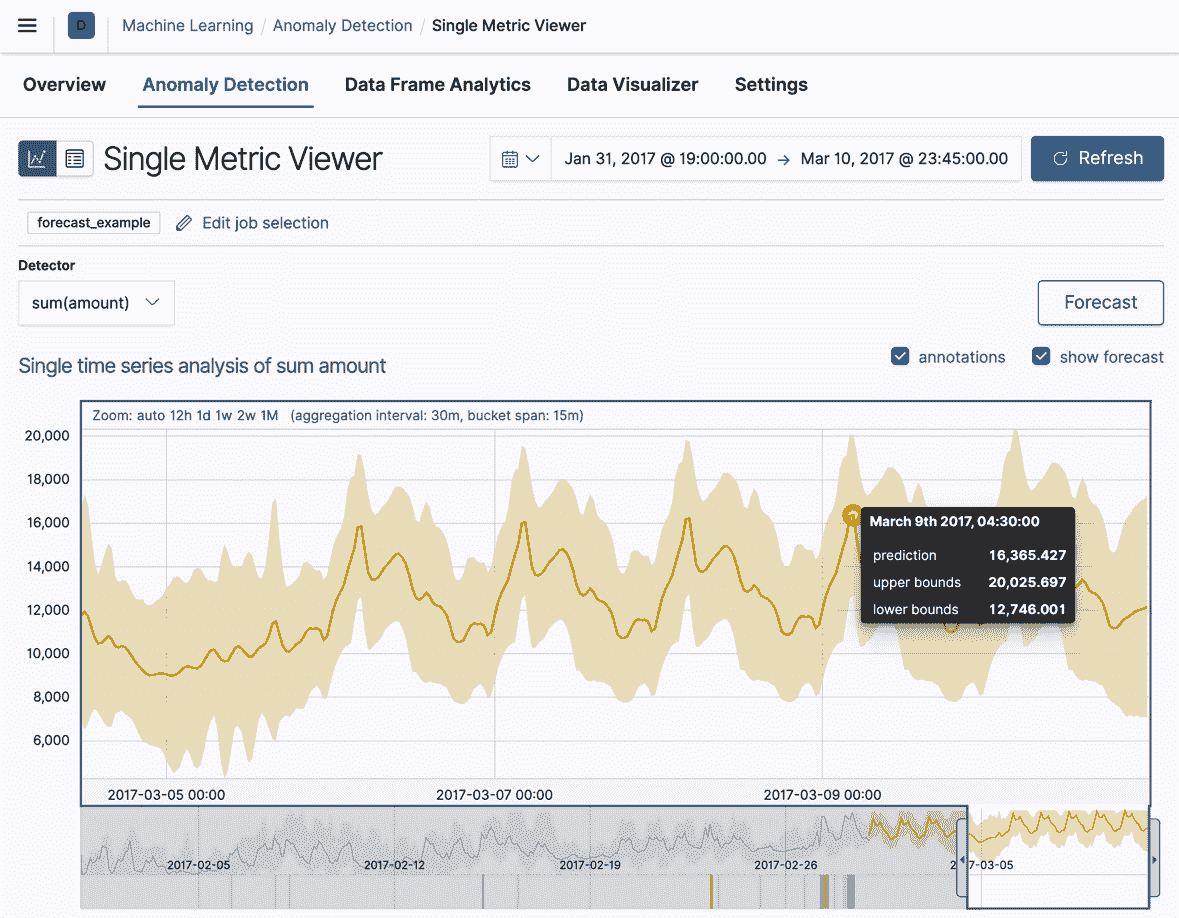 D Machine Learning / Anomaly Detection / Single Metric Viewer
Overview Anomaly Detection Data Frame Analytics Data Visualizer Settings
Single Metric Viewer Jan 31, 2017 @ 19:00:00.00 → Mar 10, 2017 @ 23:45:00.00 Refresh
forecast_example Edit job selection
Detector
sum(amount) Forecast
Single time series analysis of sum amount annotations show forecast
Zoom: auto 12h 1d 1w 2w 1M (aggregation interval: 30m, bucket span: 15m)
20,000
18,000
16,000
14,000
12,000
10,000
8,000
6,000
March 9th 2017, 04:30:00
prediction 16,365.427
upper bounds 20,025.697
lower bounds 12,746.001
2017-03-05 00:00 2017-03-07 00:00 2017-03-09 00:00
2017-02-05 2017-02-12 2017-02-19 2017-02-26 7-03-05